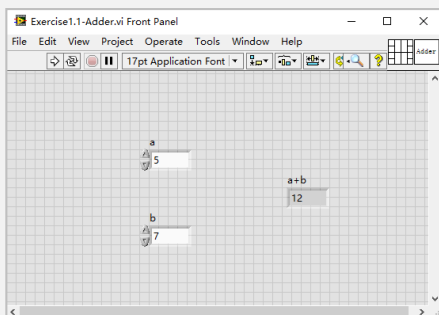 Exercise1.1-Adder.vi Front Panel
File Edit View Project Operate Tools Window Help
17pt Application Font
Adder
a
5
a+b
12
b
7